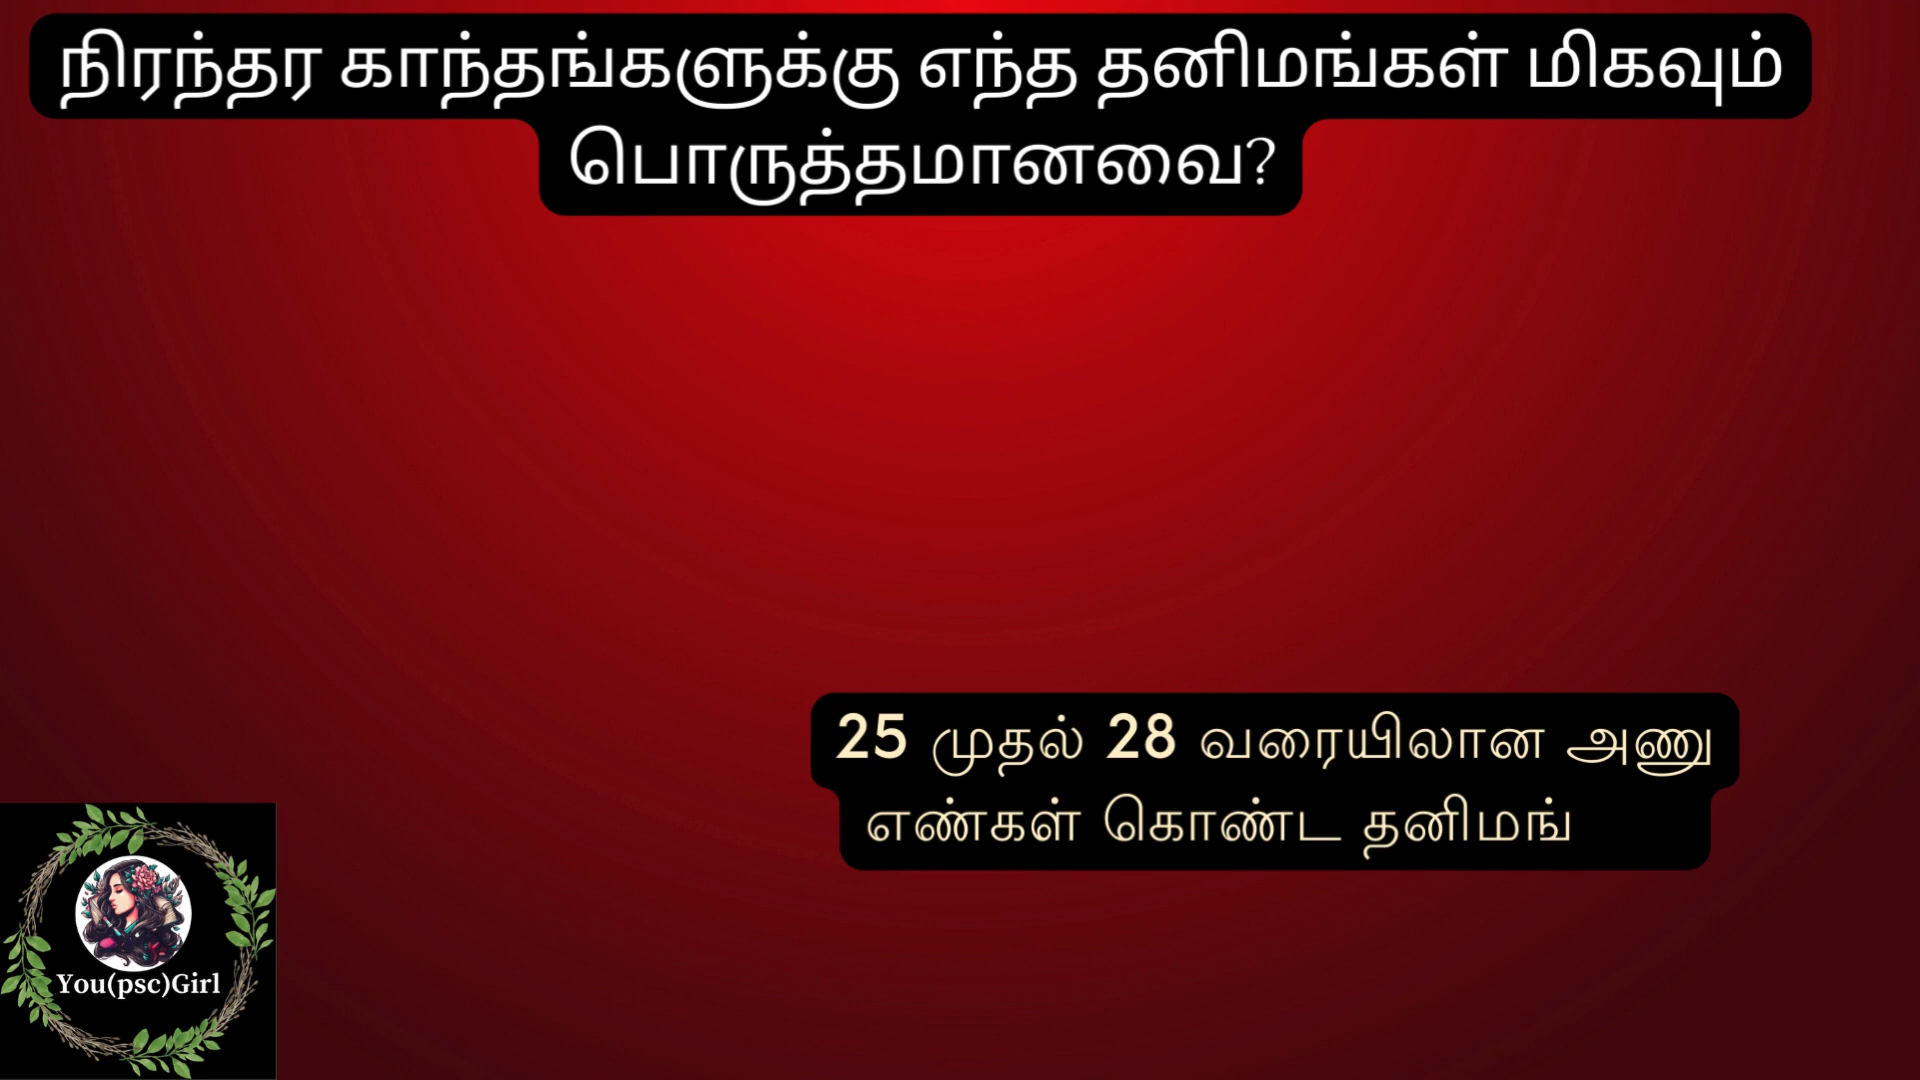 நிரந்தர காந்தங்களுக்கு எந்த தனிமங்கள் மிகவும்
பொருத்தமானவை?
25 முதல் 28 வரையிலான அணு
எண்கள் கொண்ட தனிமங்
You(psc)Girl